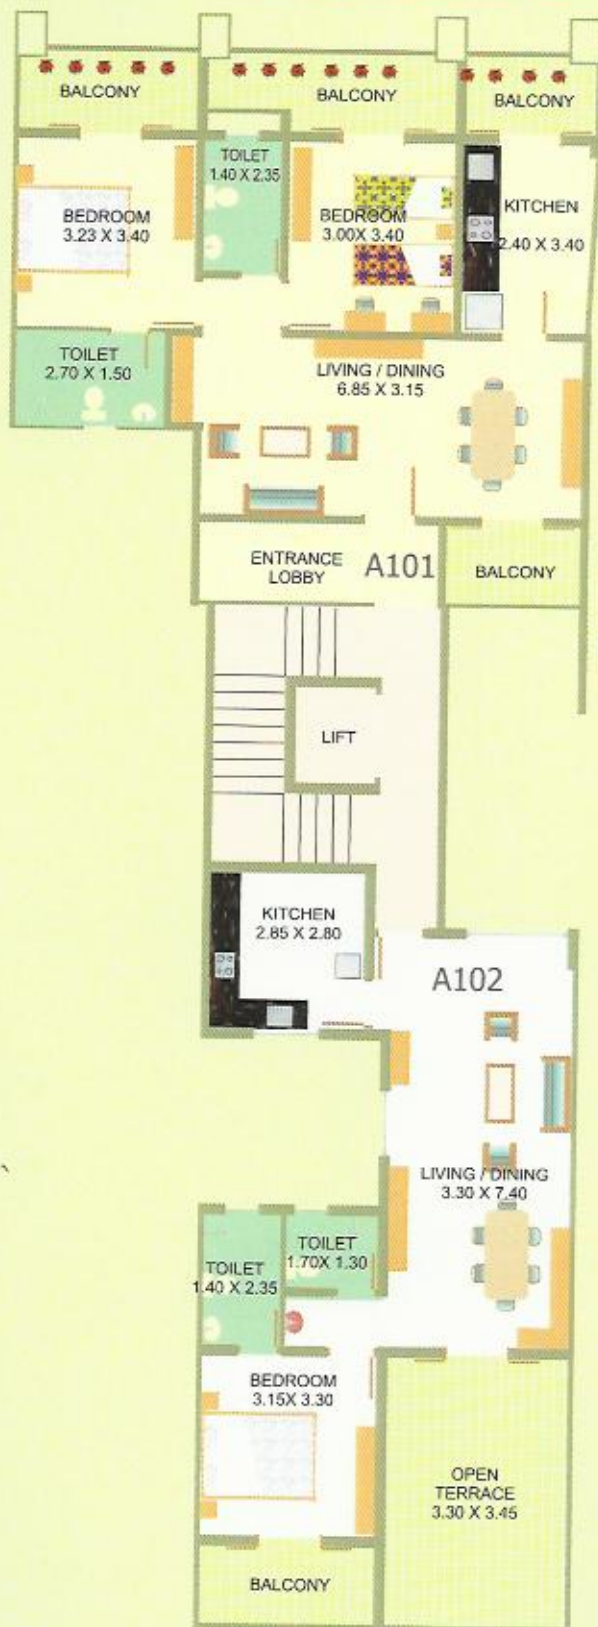 BALCONY
BALCONY
BALCONY
TOILET
1.40 X 2.35
BEDROOM
3.23 X 3.40
BEDROOM
3.00X 3.40
KITCHEN
2.40 X 3.40
TOILET
2.70 X 1.50
LIVING / DINING
6.85 X 3.15
ENTRANCE
LOBBY
A101
BALCONY
LIFT
KITCHEN
2.85 X 2.80
A102
LIVING / DINING
3.30 X 7.40
TOILET
1.40 X 2.35
TOILET
1.70X 1.30
BEDROOM
3.15X 3.30
OPEN
TERRACE
3.30 X 3.45
BALCONY